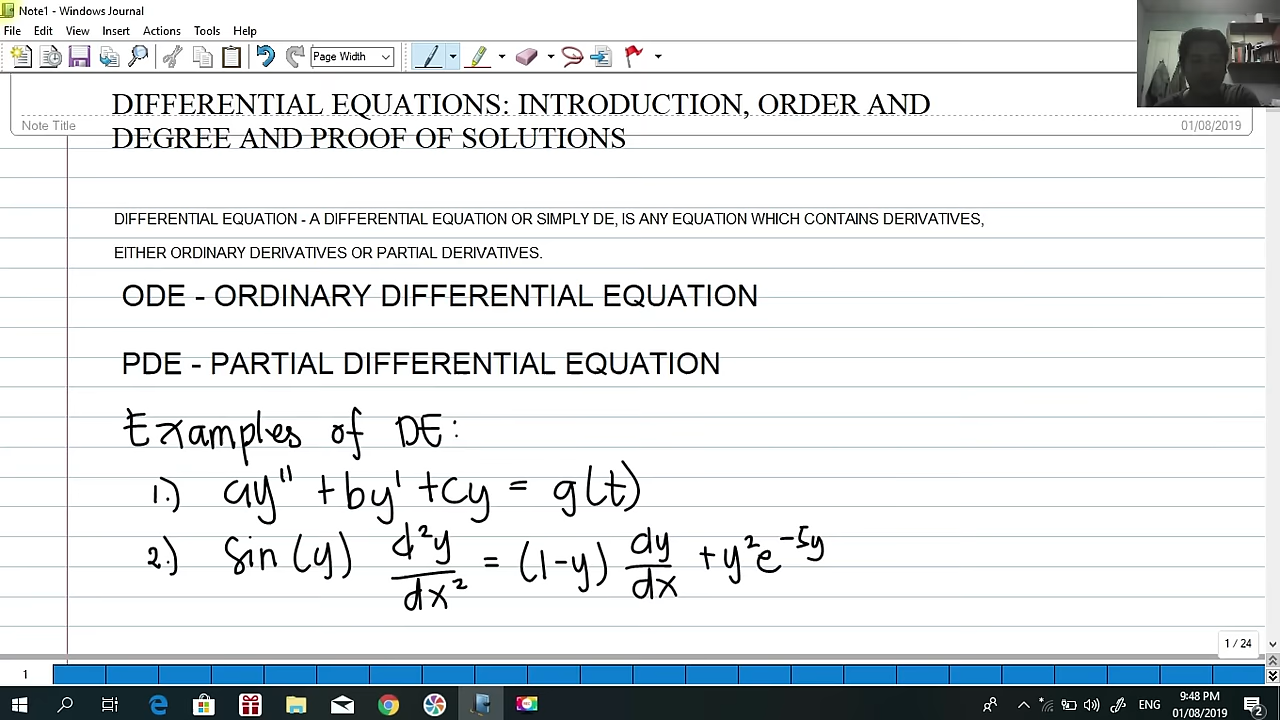 Note1 - Windows Journal
File Edit View Insert Actions Tools Help
Page Width
DIFFERENTIAL EQUATIONS: INTRODUCTION, ORDER AND
DEGREE AND PROOF OF SOLUTIONS
Note Title
01/08/2019
DIFFERENTIAL EQUATION - A DIFFERENTIAL EQUATION OR SIMPLY DE, IS ANY EQUATION WHICH CONTAINS DERIVATIVES,
EITHER ORDINARY DERIVATIVES OR PARTIAL DERIVATIVES.
ODE - ORDINARY DIFFERENTIAL EQUATION
PDE - PARTIAL DIFFERENTIAL EQUATION
Examples of DE:
1.) ay'' + by' + cy = g(t)
2.) sin(y) d²y/dx² = (1-y) dy/dx + y²e^-5y
1 / 24
1
ENG
9:48 PM
01/08/2019
2